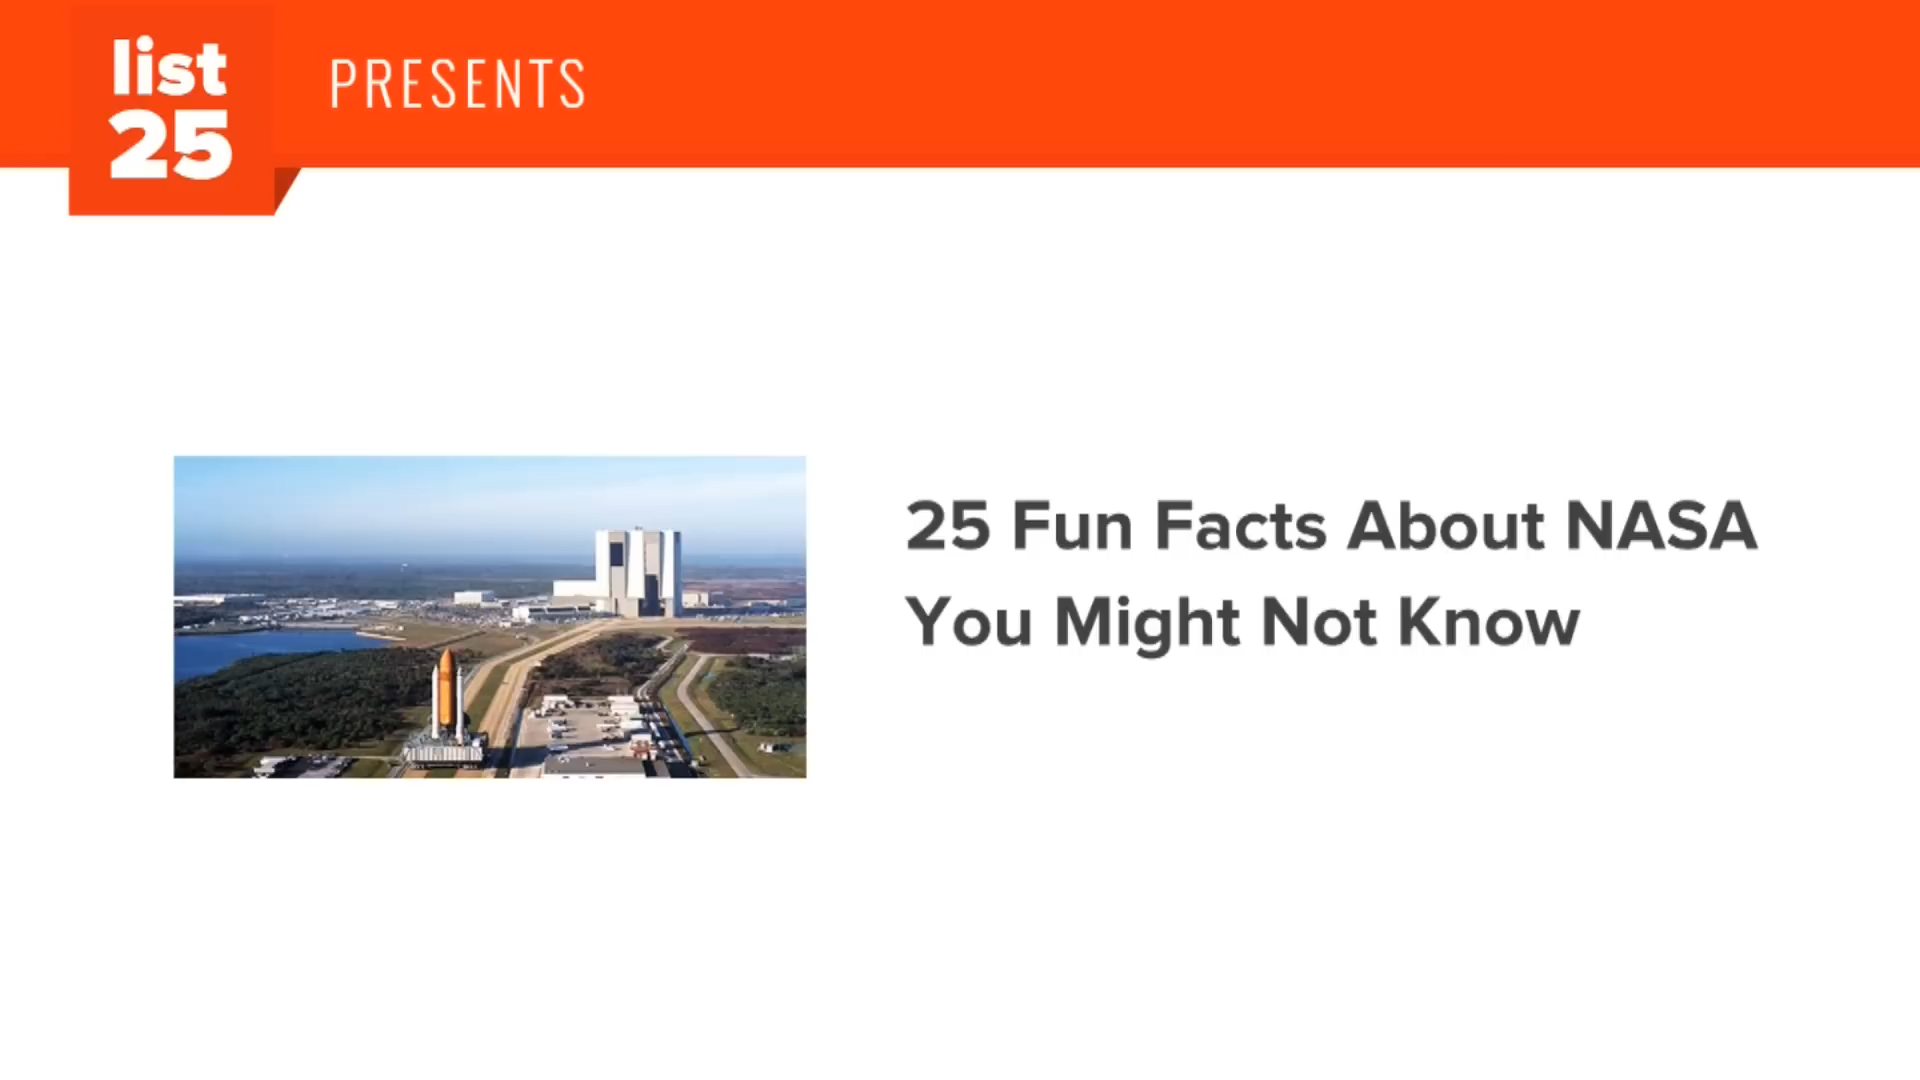 list
25
PRESENTS
25 Fun Facts About NASA
You Might Not Know